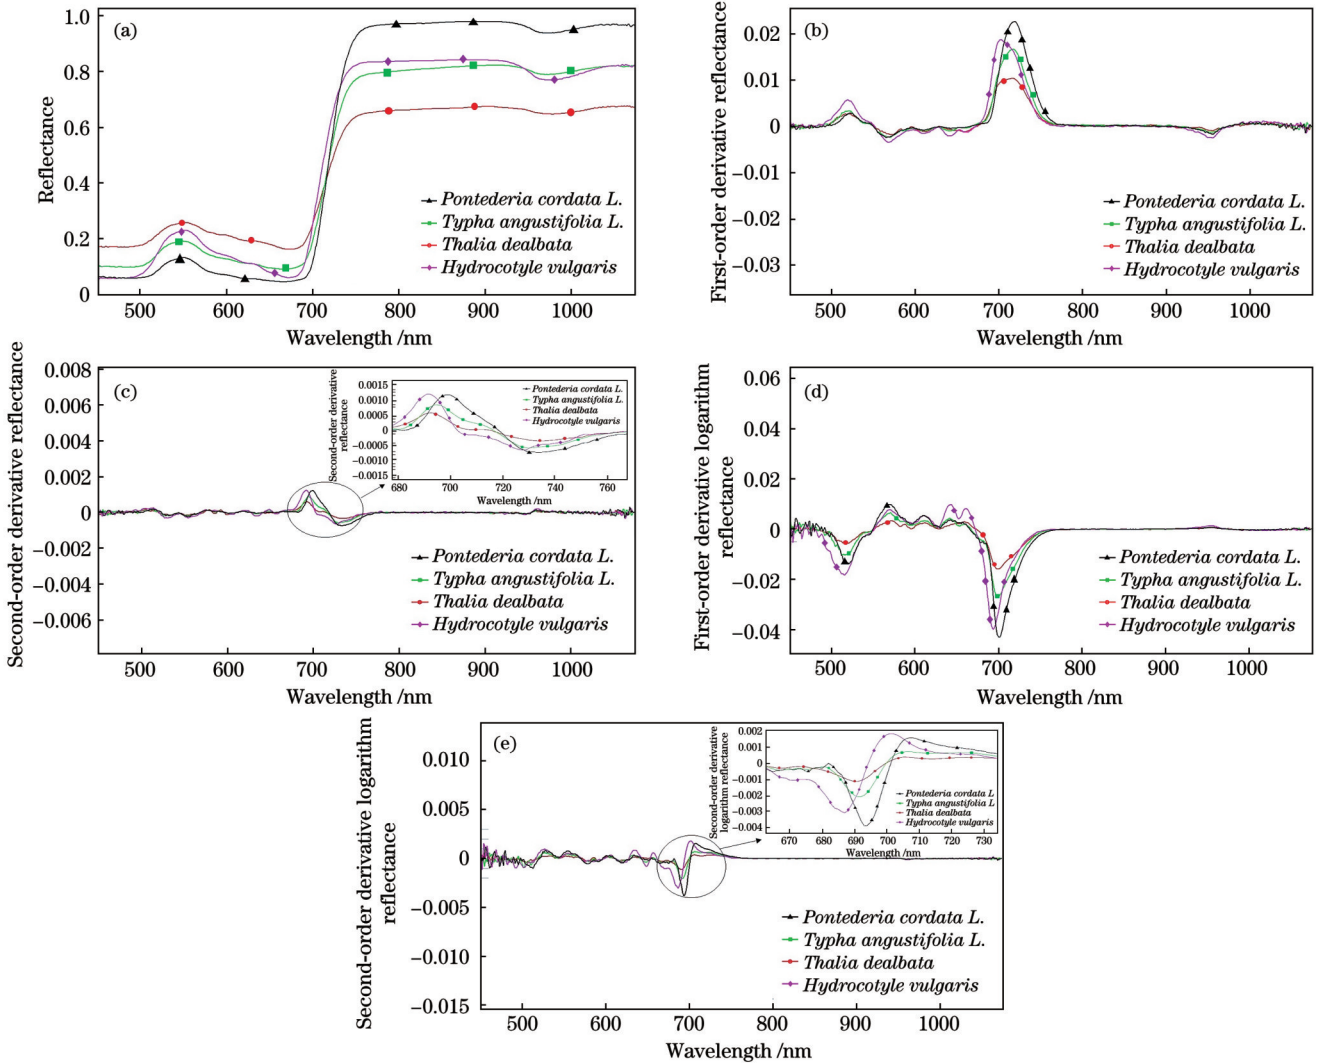 (a)
Reflectance
1.0
0.8
0.6
0.4
0.2
0
Pontederia cordata L.
Typha angustifolia L.
Thalia dealbata
Hydrocotyle vulgaris
500 600 700 800 900 1000
Wavelength /nm
(b)
First-order derivative reflectance
0.02
0.01
0
−0.01
−0.02
−0.03
Pontederia cordata L.
Typha angustifolia L.
Thalia dealbata
Hydrocotyle vulgaris
500 600 700 800 900 1000
Wavelength /nm
(c)
Second-order derivative reflectance
0.008
0.006
0.004
0.002
0
−0.002
−0.004
−0.006
Second-order derivative
reflectance
0.0015
0.0010
0.0005
0
−0.0005
−0.0010
−0.0015
Pontederia cordata L.
Typha angustifolia L.
Thalia dealbata
Hydrocotyle vulgaris
680 700 720 740 760
Wavelength /nm
Pontederia cordata L.
Typha angustifolia L.
Thalia dealbata
Hydrocotyle vulgaris
500 600 700 800 900 1000
Wavelength /nm
(d)
First-order derivative logarithm
reflectance
0.06
0.04
0.02
0
−0.02
−0.04
Pontederia cordata L.
Typha angustifolia L.
Thalia dealbata
Hydrocotyle vulgaris
500 600 700 800 900 1000
Wavelength /nm
(e)
Second-order derivative logarithm
reflectance
0.010
0.005
0
−0.005
−0.010
−0.015
Second-order derivative
logarithm reflectance
0.002
0.001
0
−0.001
−0.002
−0.003
−0.004
Pontederia cordata L
Typha angustifolia L
Thalia dealbata
Hydrocotyle vulgaris
670 680 690 700 710 720 730
Wavelength /nm
Pontederia cordata L.
Typha angustifolia L.
Thalia dealbata
Hydrocotyle vulgaris
500 600 700 800 900 1000
Wavelength /nm